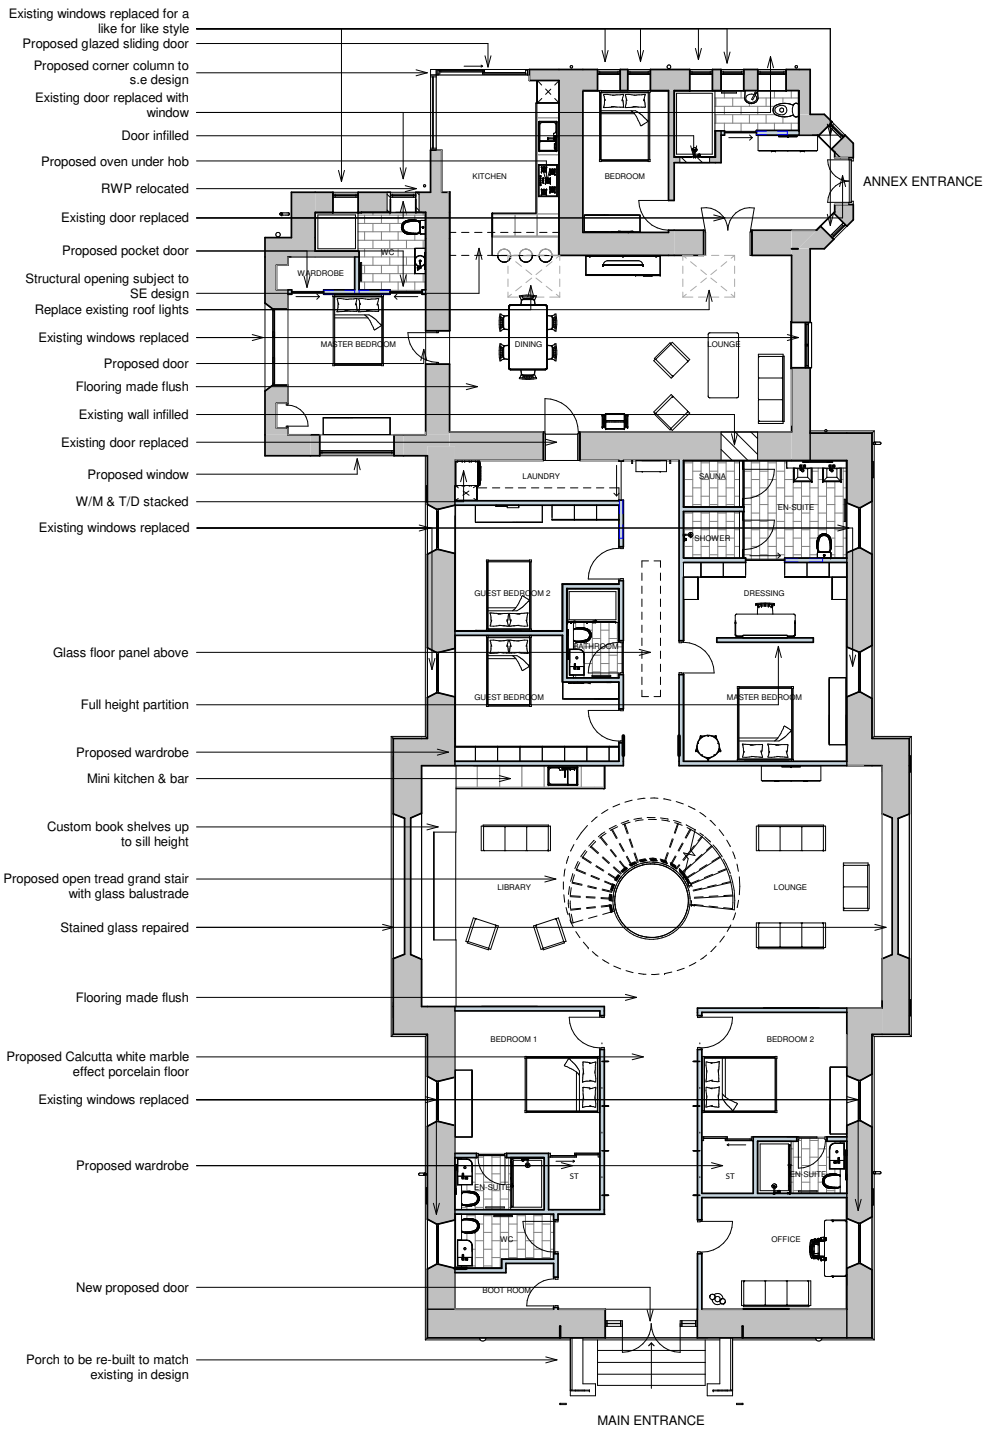 Existing windows replaced for a
like for like style
Proposed glazed sliding door
Proposed corner column to
s.e design
Existing door replaced with
window
Door infilled
Proposed oven under hob
RWP relocated
Existing door replaced
Proposed pocket door
Structural opening subject to
SE design
Replace existing roof lights
Existing windows replaced
Proposed door
Flooring made flush
Existing wall infilled
Existing door replaced
Proposed window
W/M & T/D stacked
Existing windows replaced
Glass floor panel above
Full height partition
Proposed wardrobe
Mini kitchen & bar
Custom book shelves up
to sill height
Proposed open tread grand stair
with glass balustrade
Stained glass repaired
Flooring made flush
Proposed Calcutta white marble
effect porcelain floor
Existing windows replaced
Proposed wardrobe
New proposed door
Porch to be re-built to match
existing in design
KITCHEN
BEDROOM
ANNEX ENTRANCE
WC
WARDROBE
MASTER BEDROOM
DINING
LOUNGE
LAUNDRY
SAUNA
EN-SUITE
SHOWER
GUEST BEDROOM 2
DRESSING
BATHROOM
GUEST BEDROOM
MASTER BEDROOM
LIBRARY
LOUNGE
BEDROOM 1
BEDROOM 2
EN-SUITE
ST
ST
EN-SUITE
WC
OFFICE
BOOT ROOM
MAIN ENTRANCE